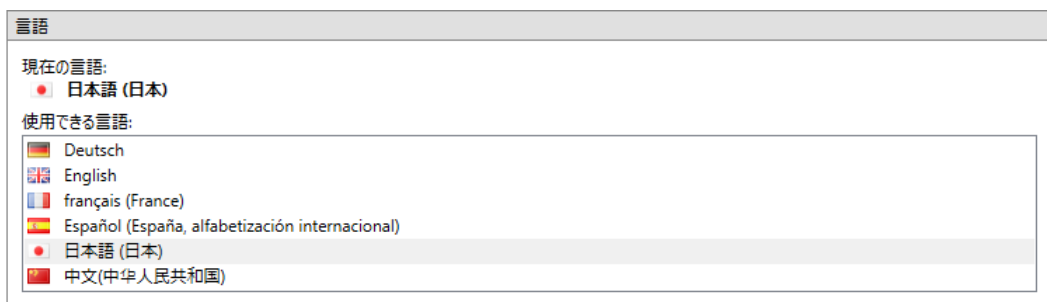 言語
現在の言語:
日本語 (日本)
使用できる言語:
Deutsch
English
français (France)
Español (España, alfabetización internacional)
日本語 (日本)
中文(中华人民共和国)